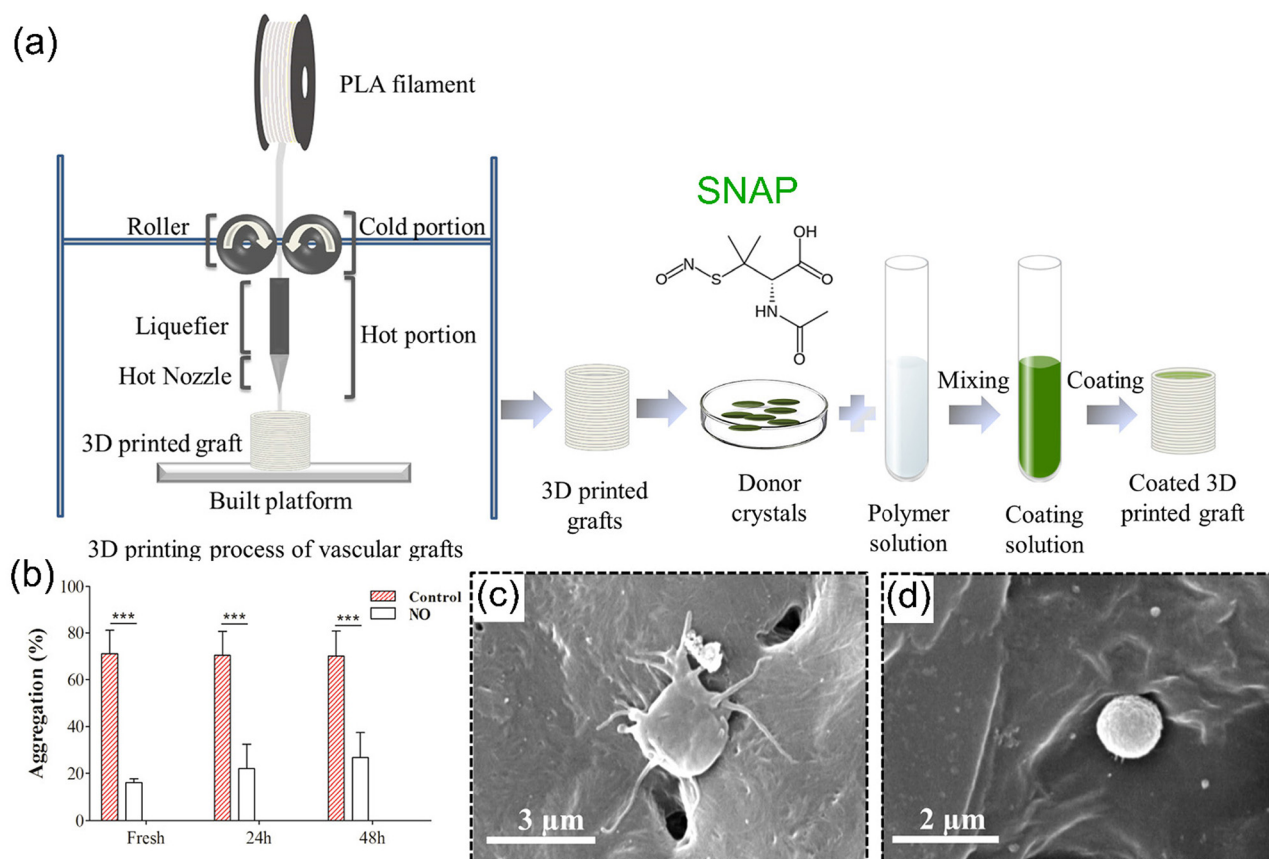 (a)
PLA filament
SNAP
Roller
Cold portion
OH
O
N
S
O
HN
O
Liquefier
Hot portion
Hot Nozzle
Mixing
Coating
3D printed graft
Built platform
3D printed
grafts
Donor
crystals
Polymer
solution
Coating
solution
Coated 3D
printed graft
3D printing process of vascular grafts
(b)
Aggregation (%)
100
80
60
40
20
0
Control
NO
***
***
***
Fresh
24h
48h
(c)
3 μm
(d)
2 μm